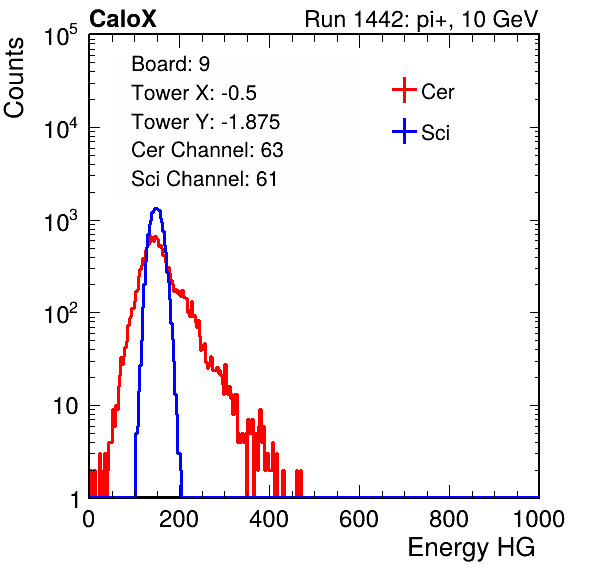 CaloX Run 1442: pi+, 10 GeV
Counts
Board: 9
Tower X: -0.5
Tower Y: -1.875
Cer Channel: 63
Sci Channel: 61
Cer
Sci
10^5
10^4
10^3
10^2
10
1
0 200 400 600 800 1000
Energy HG